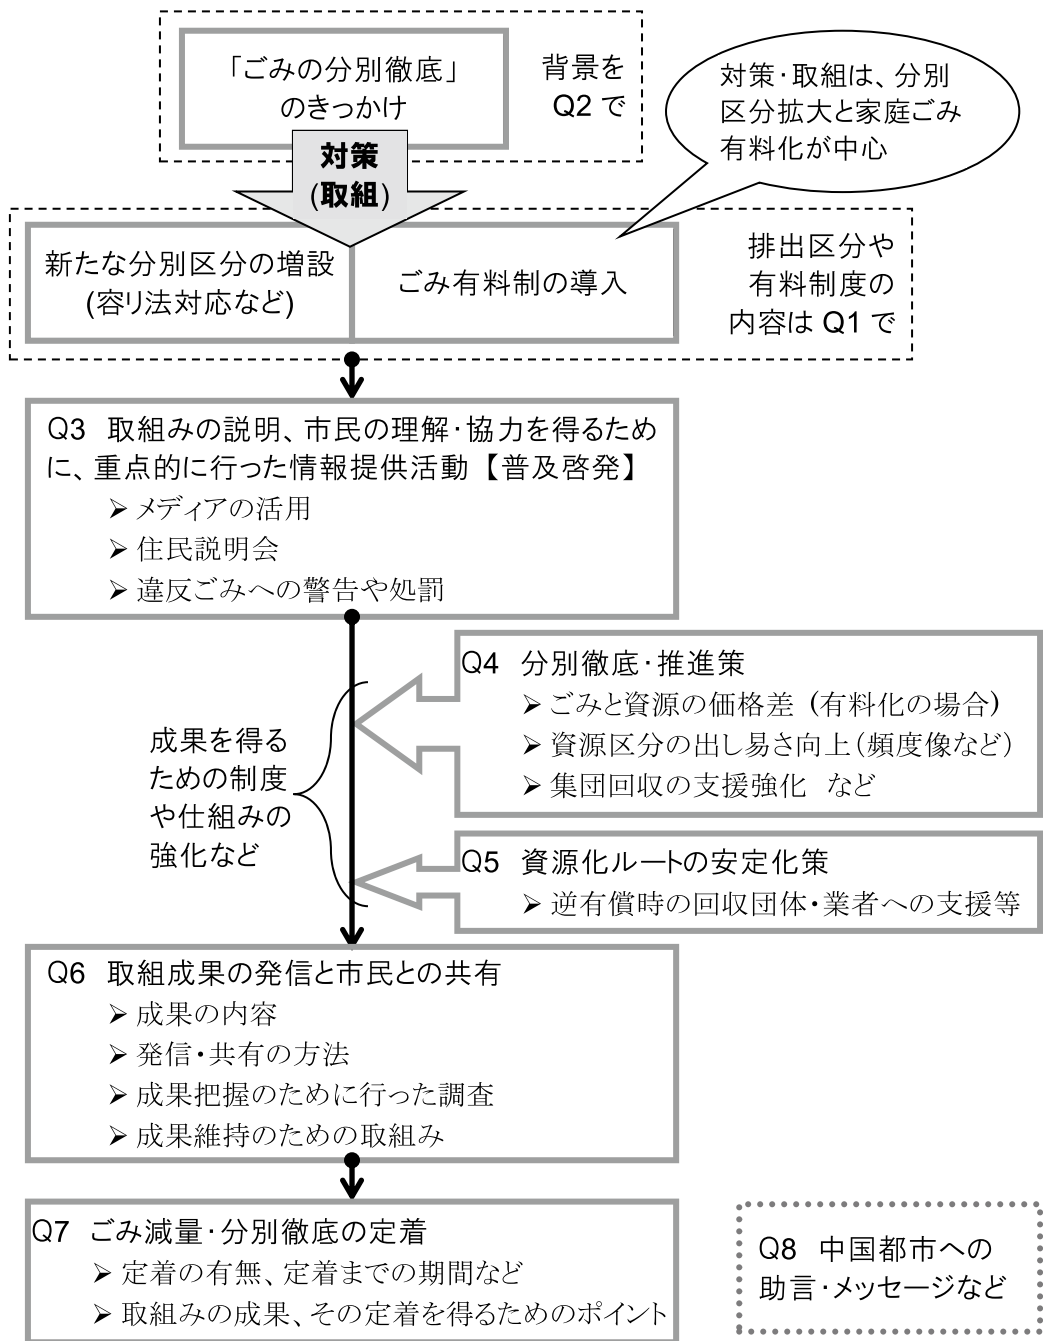 「ごみの分別徹底」
のきっかけ
背景を
Q2 で
対策･取組は、分別
区分拡大と家庭ごみ
有料化が中心
対策
(取組)
新たな分別区分の増設
(容リ法対応など)
ごみ有料制の導入
排出区分や
有料制度の
内容は Q1 で
Q3 取組みの説明、市民の理解･協力を得るため
に、重点的に行った情報提供活動【普及啓発】
➢ メディアの活用
➢ 住民説明会
➢ 違反ごみへの警告や処罰
Q4 分別徹底･推進策
➢ ごみと資源の価格差 (有料化の場合)
➢ 資源区分の出し易さ向上（頻度像など）
➢ 集団回収の支援強化 など
成果を得る
ための制度
や仕組みの
強化など
Q5 資源化ルートの安定化策
➢ 逆有償時の回収団体・業者への支援等
Q6 取組成果の発信と市民との共有
➢ 成果の内容
➢ 発信・共有の方法
➢ 成果把握のために行った調査
➢ 成果維持のための取組み
Q7 ごみ減量･分別徹底の定着
➢ 定着の有無、定着までの期間など
➢ 取組みの成果、その定着を得るためのポイント
Q8 中国都市への
助言･メッセージなど